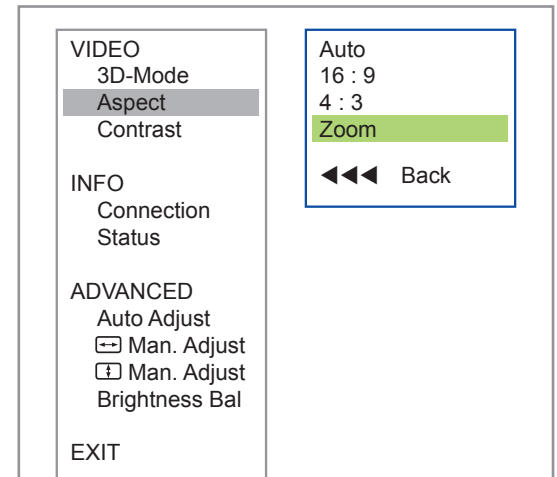 VIDEO
3D-Mode
Aspect
Contrast
INFO
Connection
Status
ADVANCED
Auto Adjust
Man. Adjust
Man. Adjust
Brightness Bal
EXIT
Auto
16 : 9
4 : 3
Zoom
Back